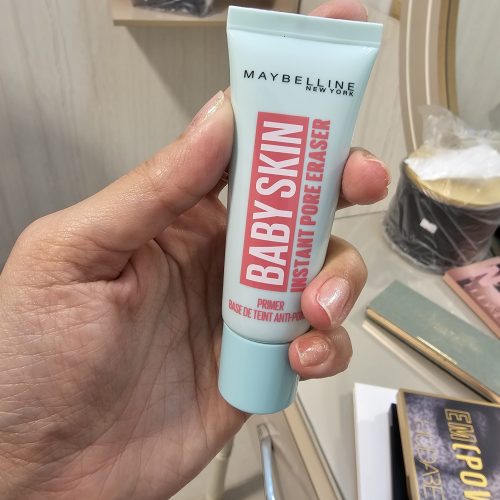 MAYBELLINE
NEW YORK
BABY SKIN
INSTANT PORE ERASER
PRIMER
BASE DE TEINT ANTI-PO
EMPOW